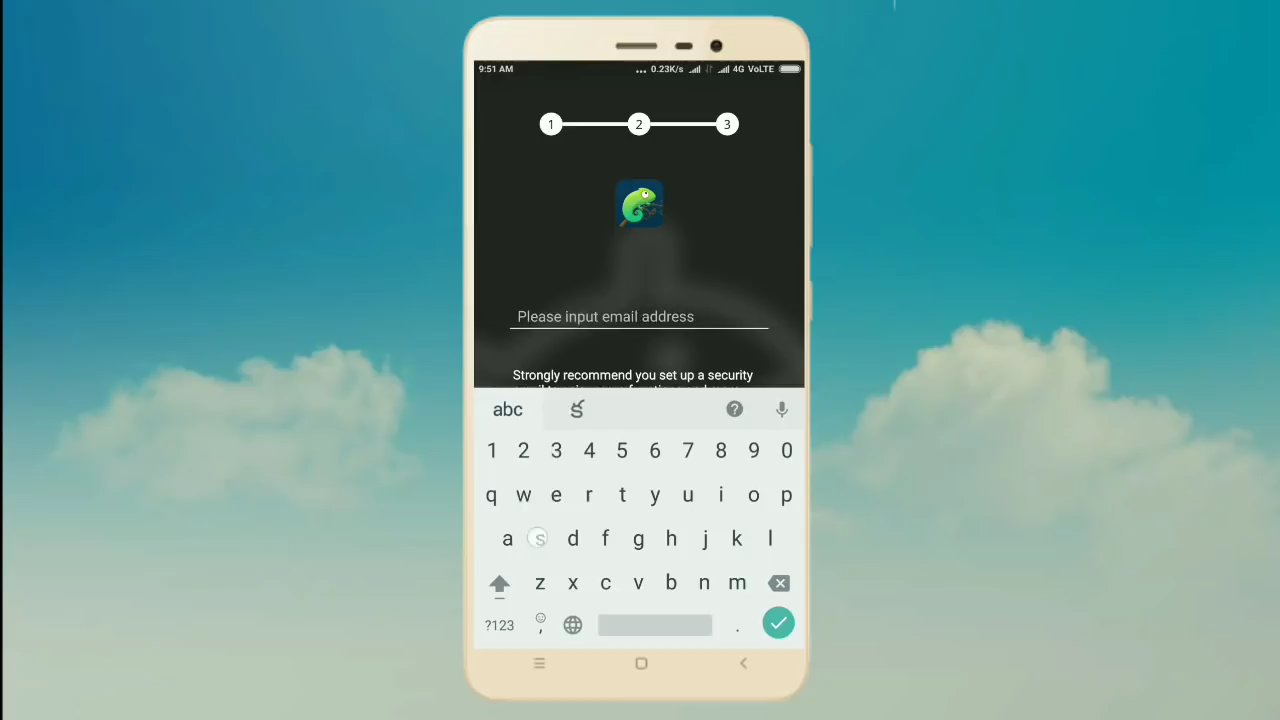 9:51 AM ... 0.23K/s 4G VoLTE
1 2 3
Please input email address
Strongly recommend you set up a security
abc క
1 2 3 4 5 6 7 8 9 0
q w e r t y u i o p
a s d f g h j k l
z x c v b n m
?123 , .